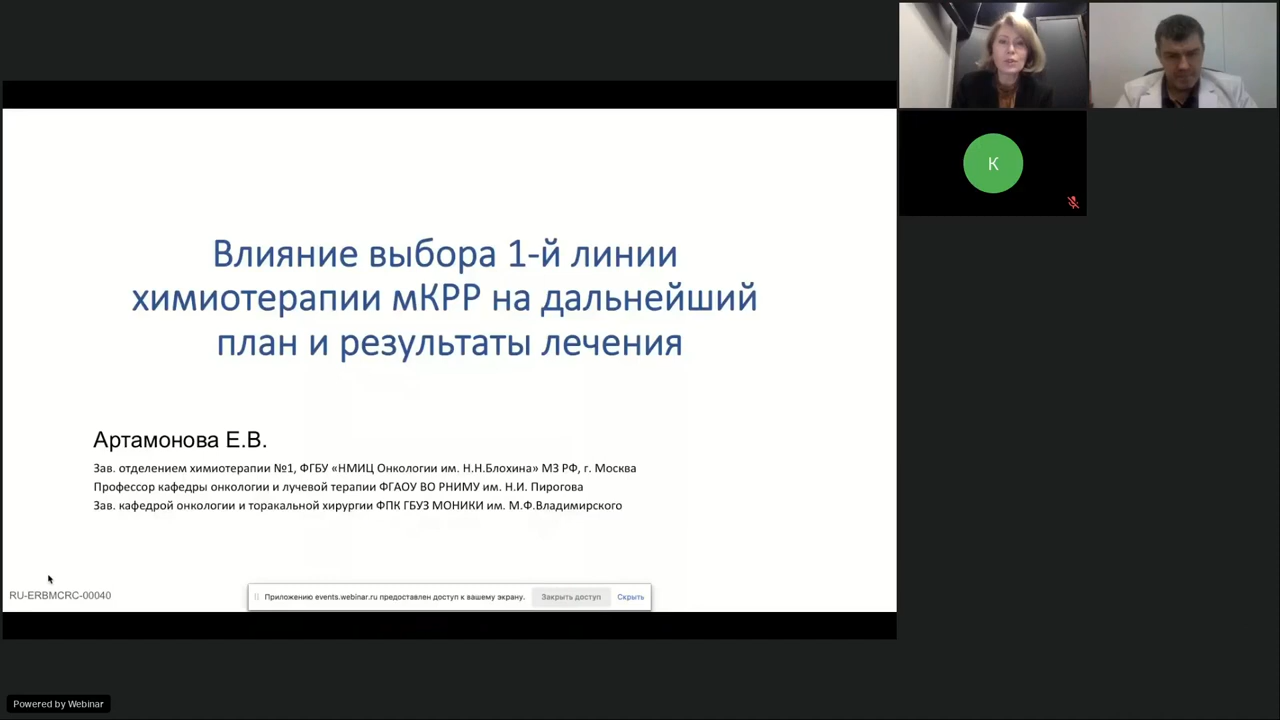 Влияние выбора 1-й линии
химиотерапии мКРР на дальнейший
план и результаты лечения
Артамонова Е.В.
Зав. отделением химиотерапии №1, ФГБУ «НМИЦ Онкологии им. Н.Н.Блохина» МЗ РФ, г. Москва
Профессор кафедры онкологии и лучевой терапии ФГАОУ ВО РНИМУ им. Н.И. Пирогова
Зав. кафедрой онкологии и торакальной хирургии ФПК ГБУЗ МОНИКИ им. М.Ф.Владимирского
RU-ERBMCRC-00040
Приложению events.webinar.ru предоставлен доступ к вашему экрану.
Закрыть доступ
Скрыть
К
Powered by Webinar